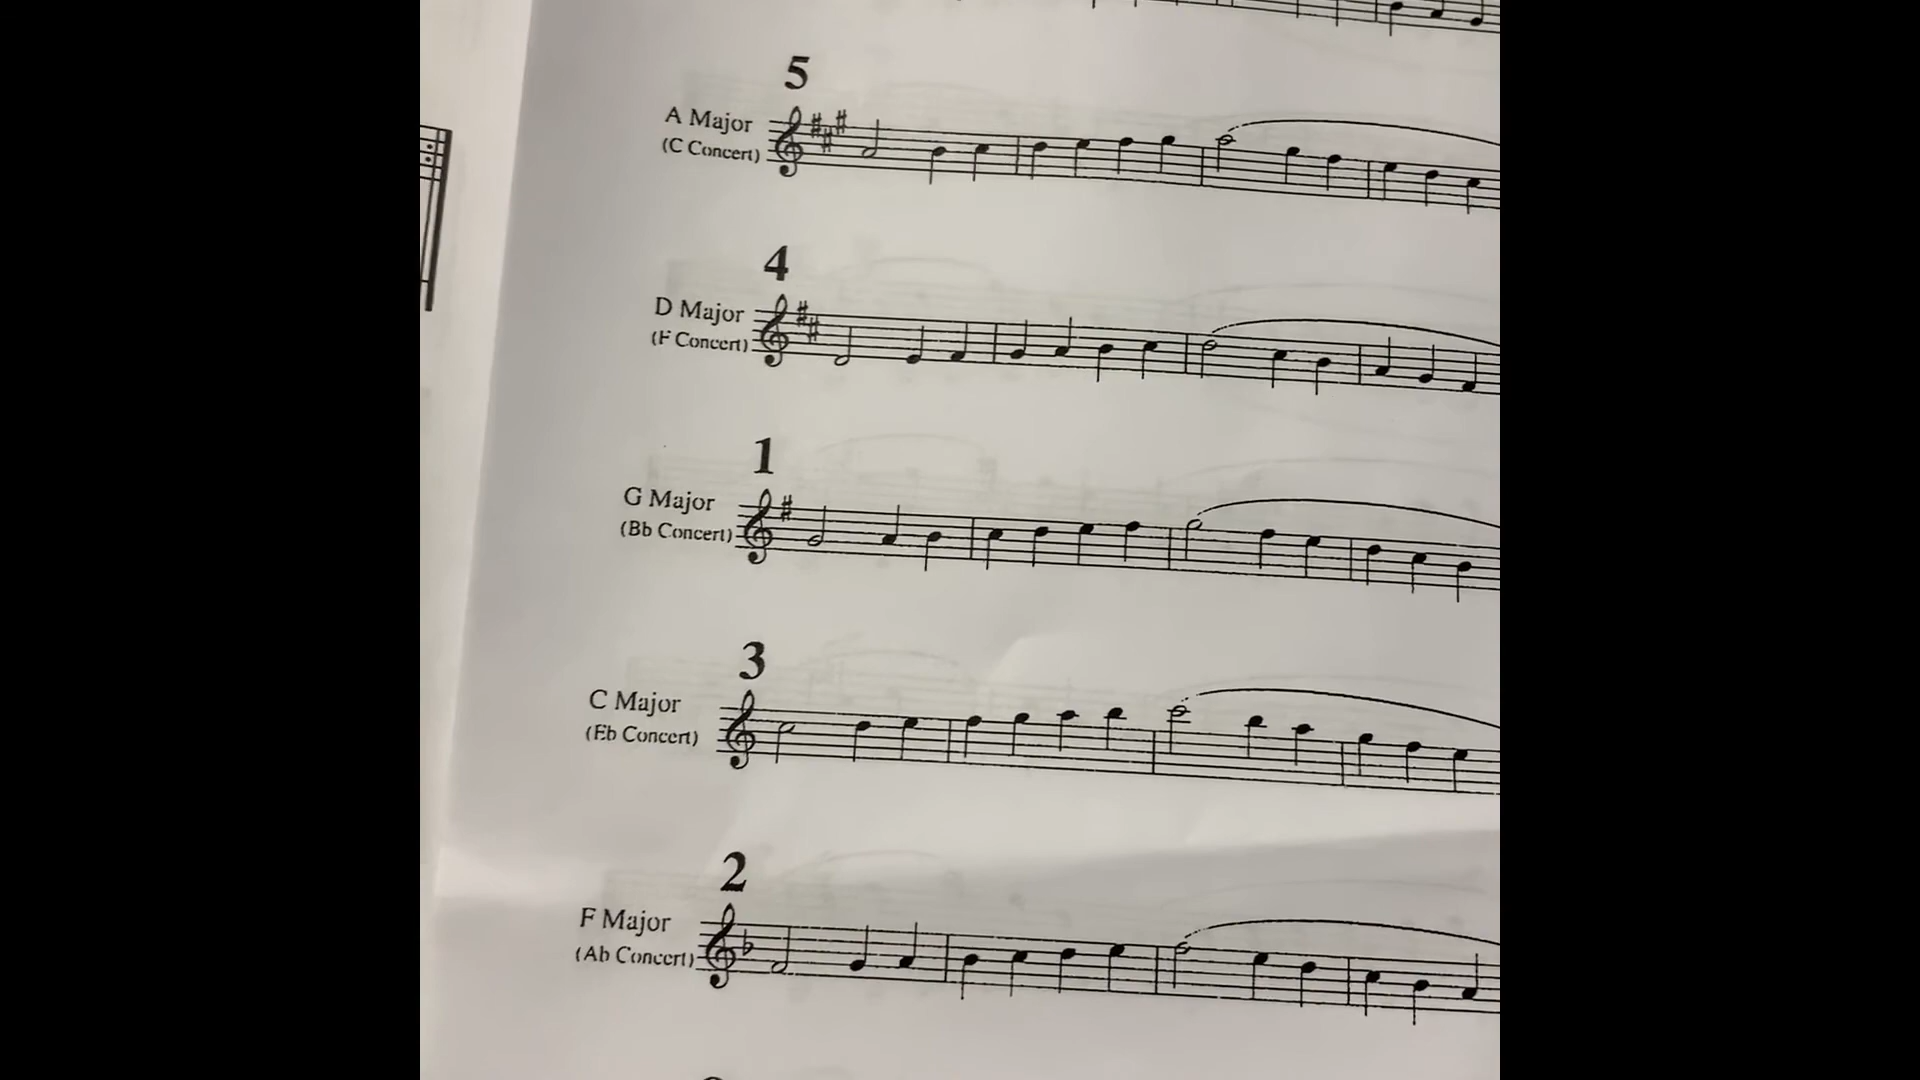 5
A Major
(C Concert)
4
D Major
(F Concert)
1
G Major
(Bb Concert)
3
C Major
(Eb Concert)
2
F Major
(Ab Concert)